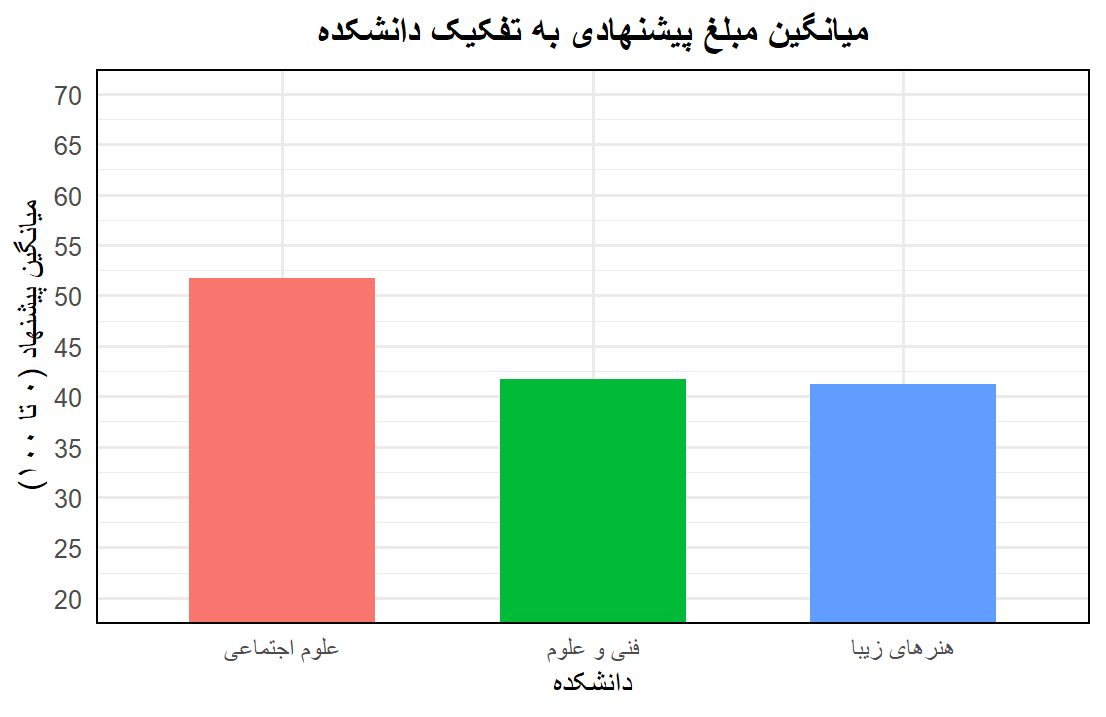 میانگین مبلغ پیشنهادی به تفکیک دانشکده
میانگین پیشنهاد (۰ تا ۱۰۰)
70
65
60
55
50
45
40
35
30
25
20
علوم اجتماعی
فنی و علوم
هنرهای زیبا
دانشکده